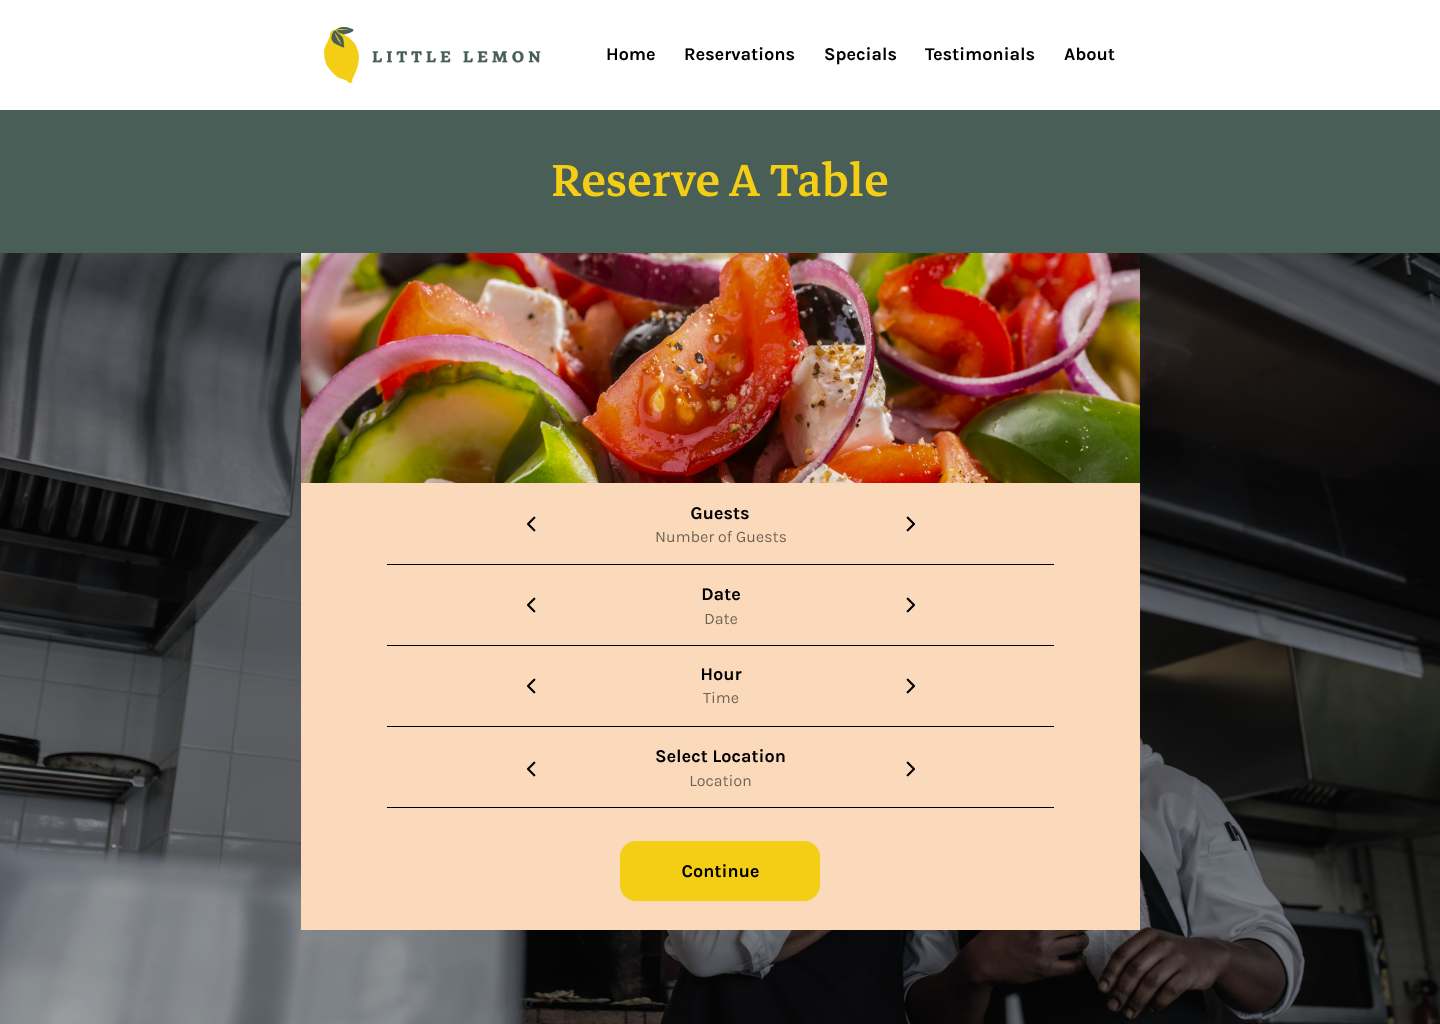 LITTLE LEMON
Home Reservations Specials Testimonials About
Reserve A Table
Guests
Number of Guests
Date
Date
Hour
Time
Select Location
Location
Continue